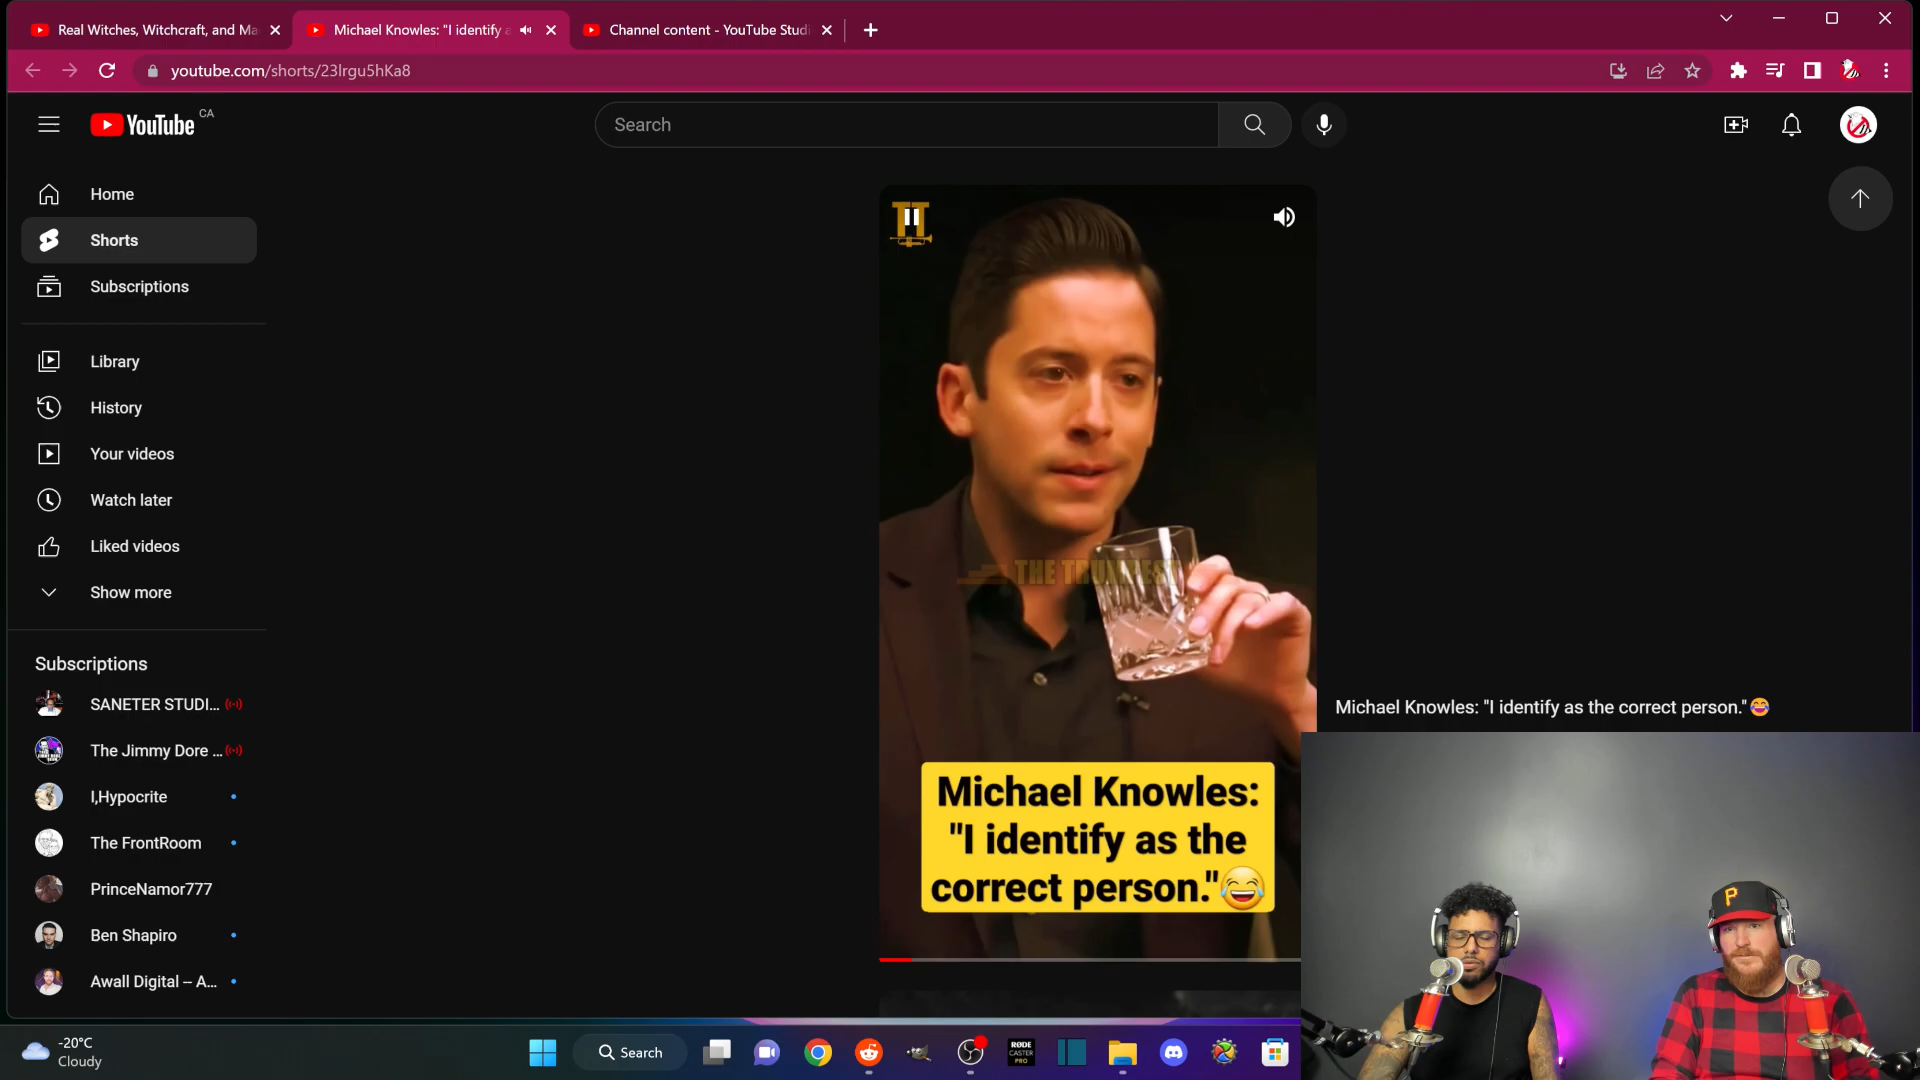 Real Witches, Witchcraft, and Ma
Michael Knowles: "I identify a
Channel content - YouTube Studi
youtube.com/shorts/23lrgu5hKa8
YouTube
CA
Search
Home
Shorts
Subscriptions
Library
History
Your videos
Watch later
Liked videos
Show more
Subscriptions
SANETER STUDI...
The Jimmy Dore ...
I,Hypocrite
The FrontRoom
PrinceNamor777
Ben Shapiro
Awall Digital -- A...
Michael Knowles:
"I identify as the
correct person."😂
Michael Knowles: "I identify as the correct person."😂
P
-20°C
Cloudy
Search
RØDE
CASTER
PRO